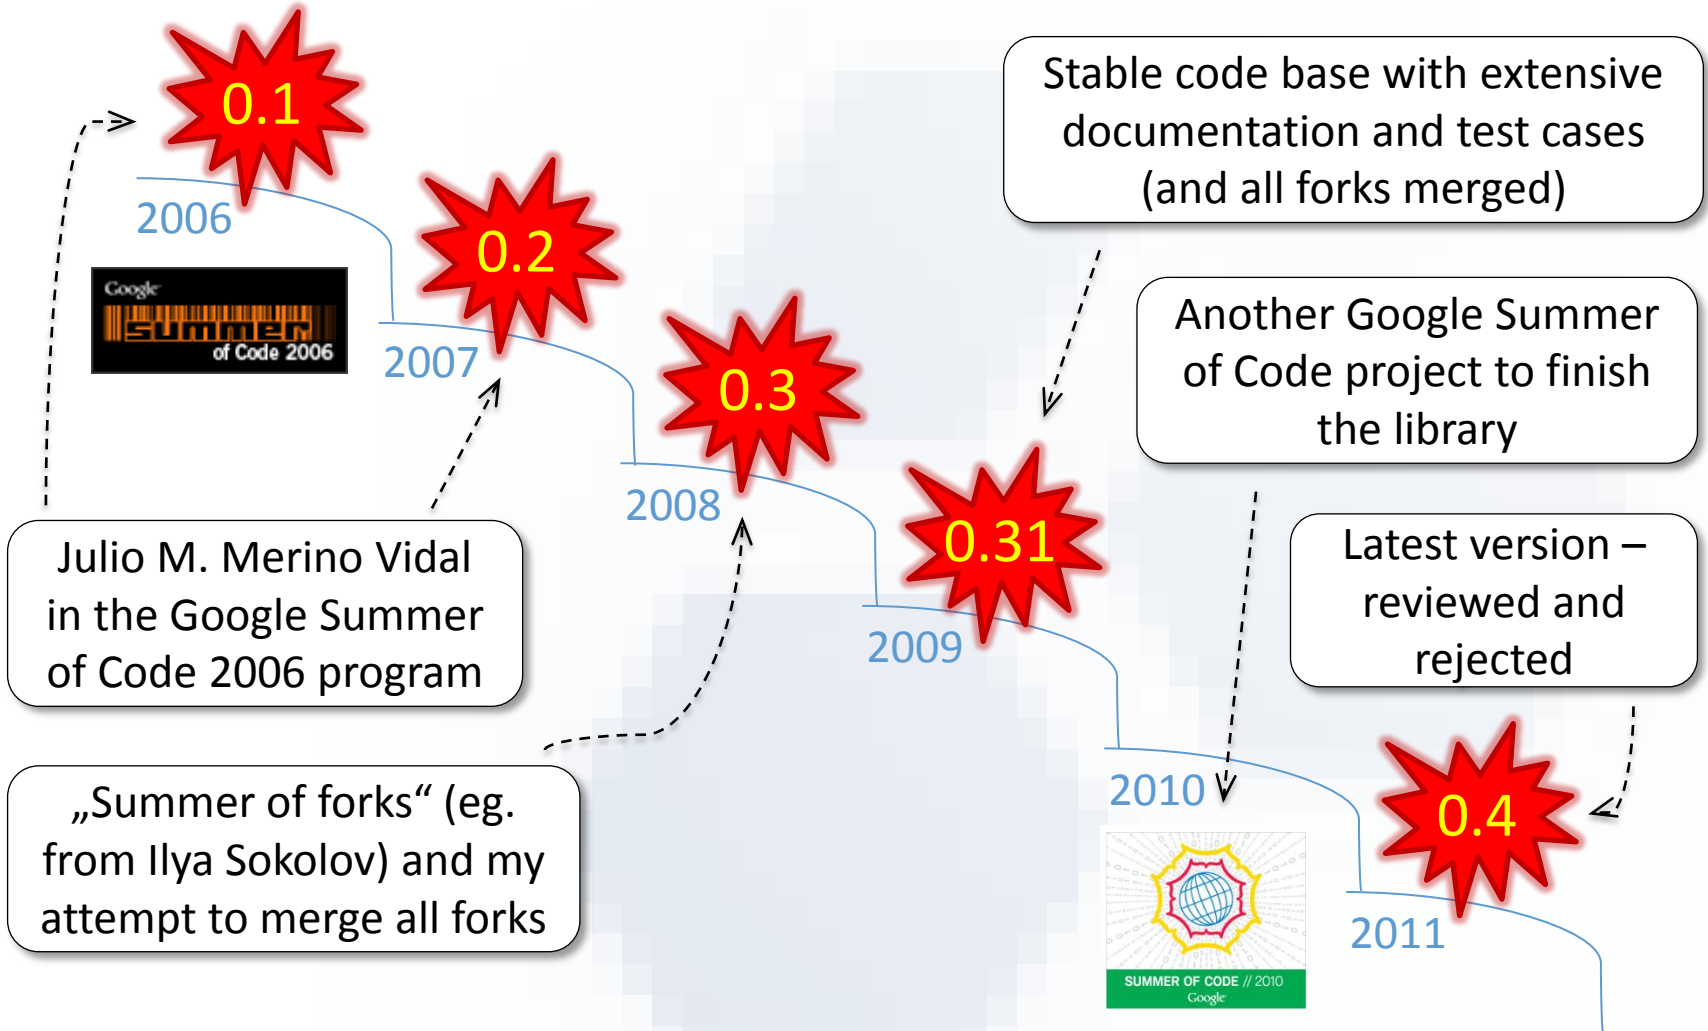 0.1
2006
Google
summer
of Code 2006
0.2
2007
0.3
2008
0.31
2009
2010
SUMMER OF CODE // 2010
Google
0.4
2011
Julio M. Merino Vidal
in the Google Summer
of Code 2006 program
„Summer of forks“ (eg.
from Ilya Sokolov) and my
attempt to merge all forks
Stable code base with extensive
documentation and test cases
(and all forks merged)
Another Google Summer
of Code project to finish
the library
Latest version –
reviewed and
rejected